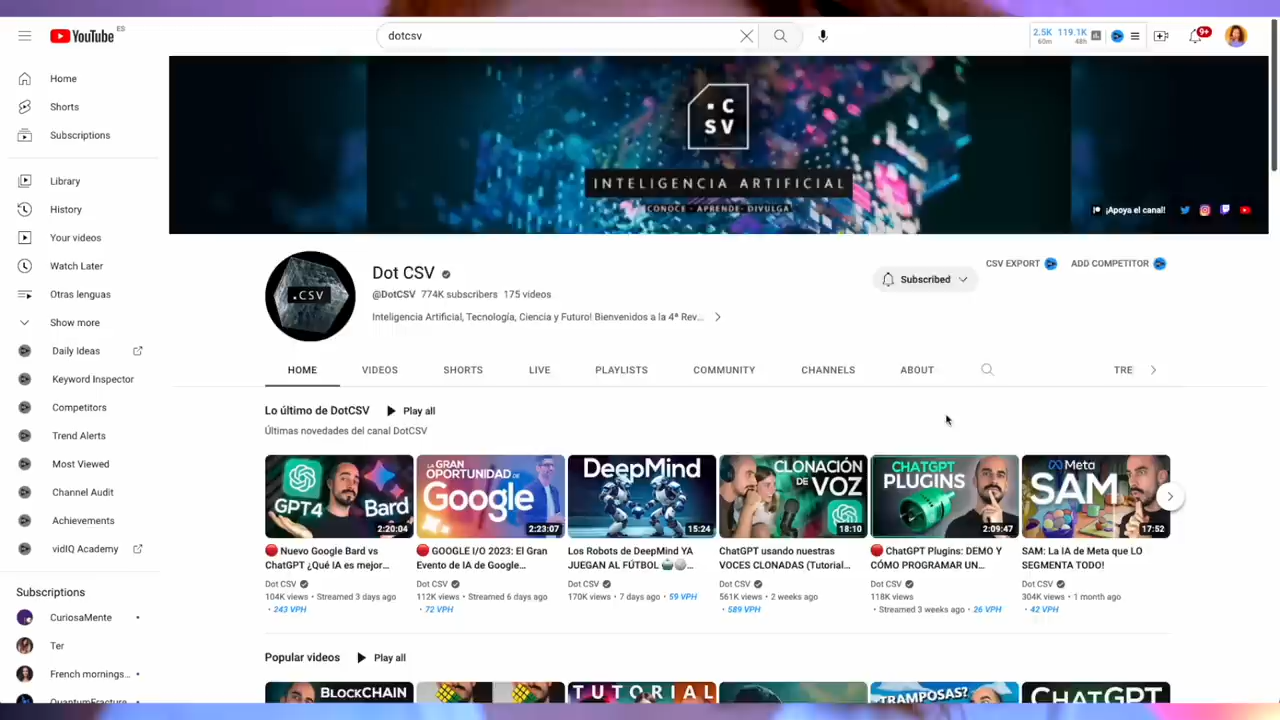 YouTube ES
dotcsv
2.5K 119.1K
60m 48h
9+
Home
Shorts
Subscriptions
Library
History
Your videos
Watch Later
Otras lenguas
Show more
Daily Ideas
Keyword Inspector
Competitors
Trend Alerts
Most Viewed
Channel Audit
Achievements
vidIQ Academy
Subscriptions
CuriosaMente
Ter
French mornings...
QuantumFracture
.C
SV
INTELIGENCIA ARTIFICIAL
CONOCE - APRENDE- DIVULGA
¡Apoya el canal!
.CSV
Dot CSV
@DotCSV 774K subscribers 175 videos
Inteligencia Artificial, Tecnología, Ciencia y Futuro! Bienvenidos a la 4ª Rev...
Subscribed
CSV EXPORT
ADD COMPETITOR
HOME VIDEOS SHORTS LIVE PLAYLISTS COMMUNITY CHANNELS ABOUT TRE
Lo último de DotCSV Play all
Últimas novedades del canal DotCSV
GPT4 Bard
2:20:04
Nuevo Google Bard vs
ChatGPT ¿Qué IA es mejor...
Dot CSV
104K views • Streamed 3 days ago
• 243 VPH
LA GRAN
OPORTUNIDAD DE
Google
2:23:07
GOOGLE I/O 2023: El Gran
Evento de IA de Google...
Dot CSV
112K views • Streamed 6 days ago
• 72 VPH
DeepMind
15:24
Los Robots de DeepMind YA
JUEGAN AL FÚTBOL ...
Dot CSV
170K views • 7 days ago • 59 VPH
CLONACIÓN
DE VOZ
18:10
ChatGPT usando nuestras
VOCES CLONADAS (Tutorial...
Dot CSV
561K views • 2 weeks ago
• 589 VPH
CHATGPT
PLUGINS
2:09:47
ChatGPT Plugins: DEMO Y
CÓMO PROGRAMAR UN...
Dot CSV
118K views
• Streamed 3 weeks ago • 26 VPH
Meta
SAM
17:52
SAM: La IA de Meta que LO
SEGMENTA TODO!
Dot CSV
304K views • 1 month ago
• 42 VPH
Popular videos Play all
BLOCKCHAIN
TUTORIAL
TRAMPOSAS?
CHATGPT